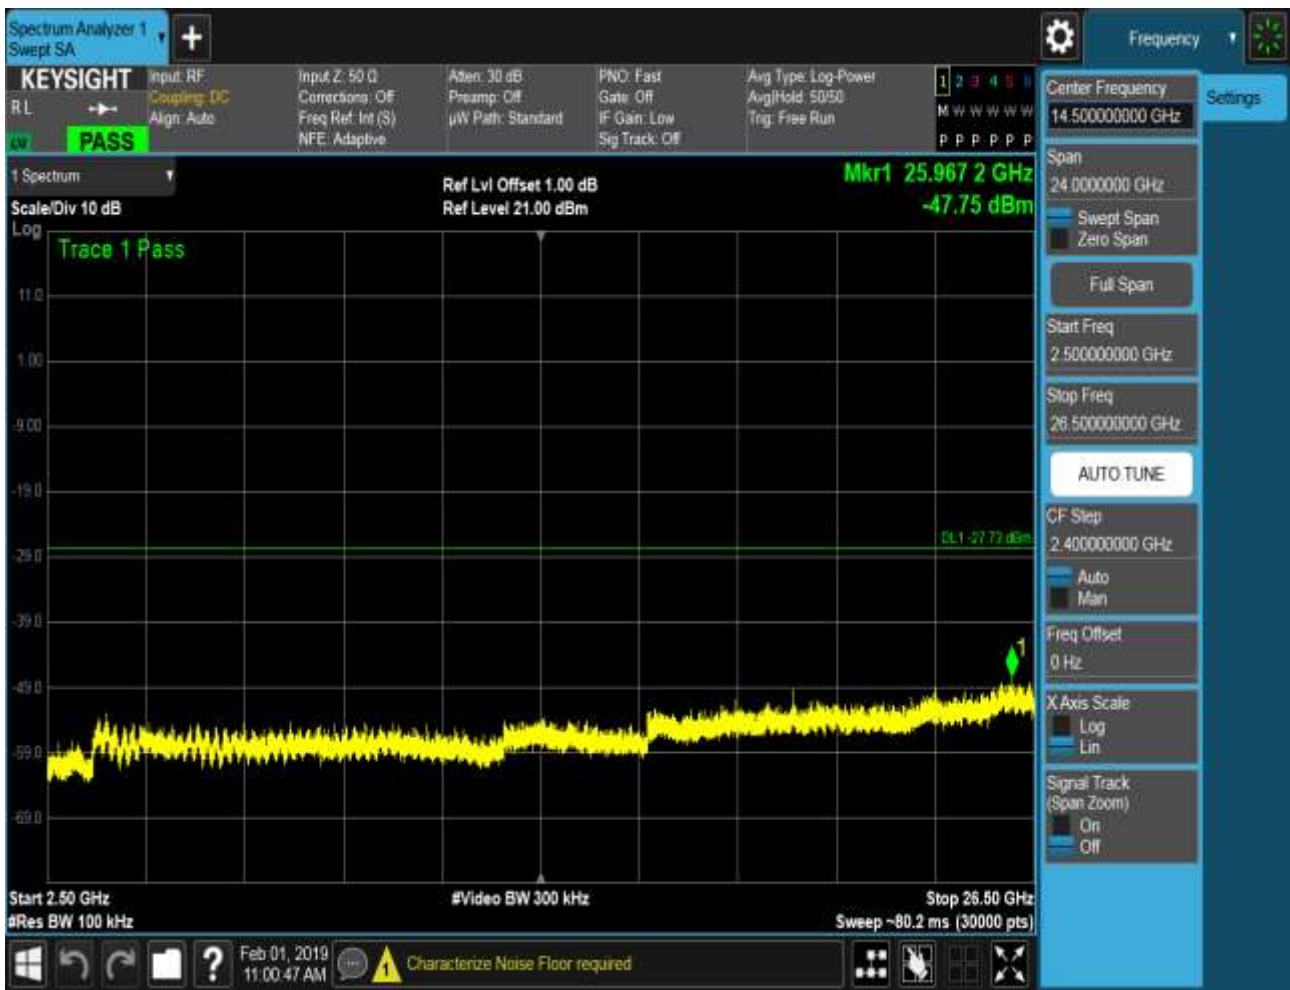 Spectrum Analyzer 1
Swept SA
+
Frequency
KEYSIGHT
R L
PASS
Input: RF
Coupling: DC
Align: Auto
Input Z: 50 Ω
Corrections: Off
Freq Ref: Int (S)
NFE: Adaptive
Atten: 30 dB
Preamp: Off
µW Path: Standard
PNO: Fast
Gate: Off
IF Gain: Low
Sig Track: Off
Avg Type: Log-Power
Avg|Hold: 50/50
Trig: Free Run
1 2 3 4 5 6
M W W W W W
P P P P P P
Center Frequency
14.500000000 GHz
Settings
Span
24.0000000 GHz
Swept Span
Zero Span
Full Span
Start Freq
2.500000000 GHz
Stop Freq
26.500000000 GHz
AUTO TUNE
CF Step
2.400000000 GHz
Auto
Man
Freq Offset
0 Hz
X Axis Scale
Log
Lin
Signal Track
(Span Zoom)
On
Off
1 Spectrum
Scale/Div 10 dB
Log
Ref Lvl Offset 1.00 dB
Ref Level 21.00 dBm
Mkr1 25.967 2 GHz
-47.75 dBm
Trace 1 Pass
11.0
1.00
-9.00
-19.0
DL1 -27.73 dBm
-29.0
-39.0
1
-49.0
-59.0
-69.0
Start 2.50 GHz
#Res BW 100 kHz
#Video BW 300 kHz
Stop 26.50 GHz
Sweep ~80.2 ms (30000 pts)
?
Feb 01, 2019
11:00:47 AM
1
Characterize Noise Floor required